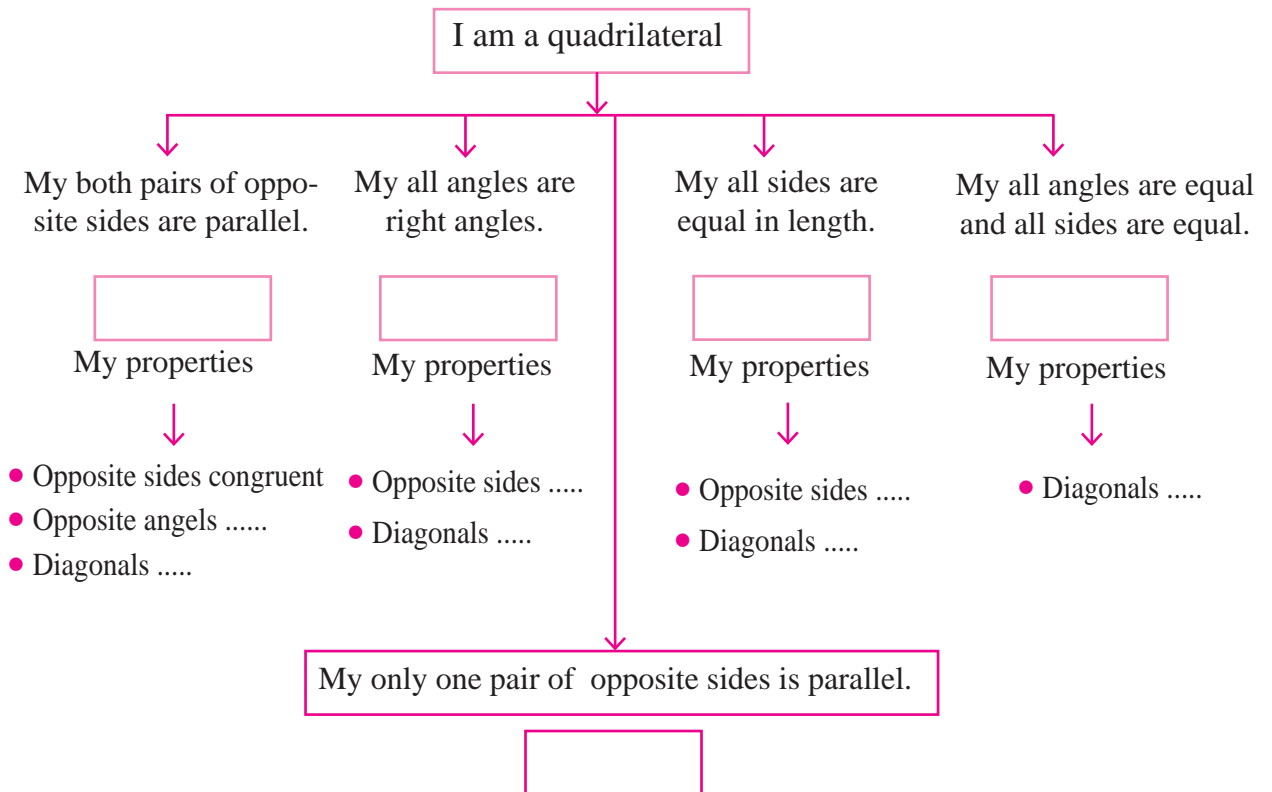 I am a quadrilateral
My both pairs of oppo-
site sides are parallel.
My properties
● Opposite sides congruent
● Opposite angels ......
● Diagonals .....
My all angles are
right angles.
My properties
● Opposite sides .....
● Diagonals .....
My all sides are
equal in length.
My properties
● Opposite sides .....
● Diagonals .....
My all angles are equal
and all sides are equal.
My properties
● Diagonals .....
My only one pair of opposite sides is parallel.